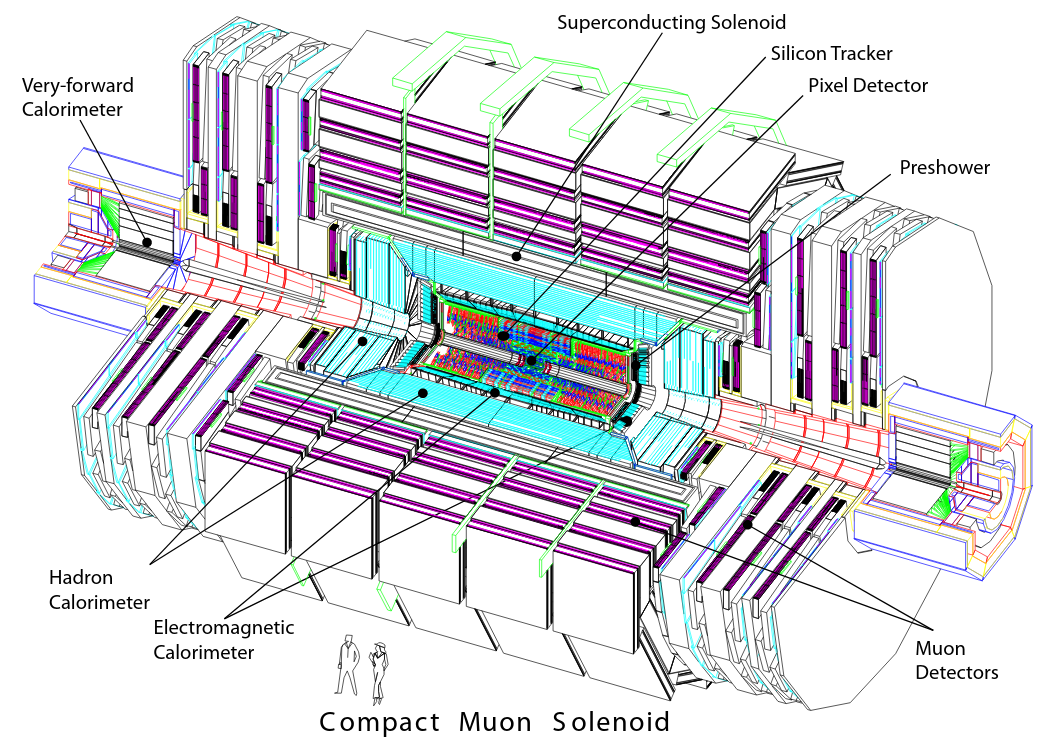 Superconducting Solenoid
Silicon Tracker
Very-forward
Calorimeter
Pixel Detector
Preshower
Hadron
Calorimeter
Electromagnetic
Calorimeter
Muon
Detectors
Compact Muon Solenoid